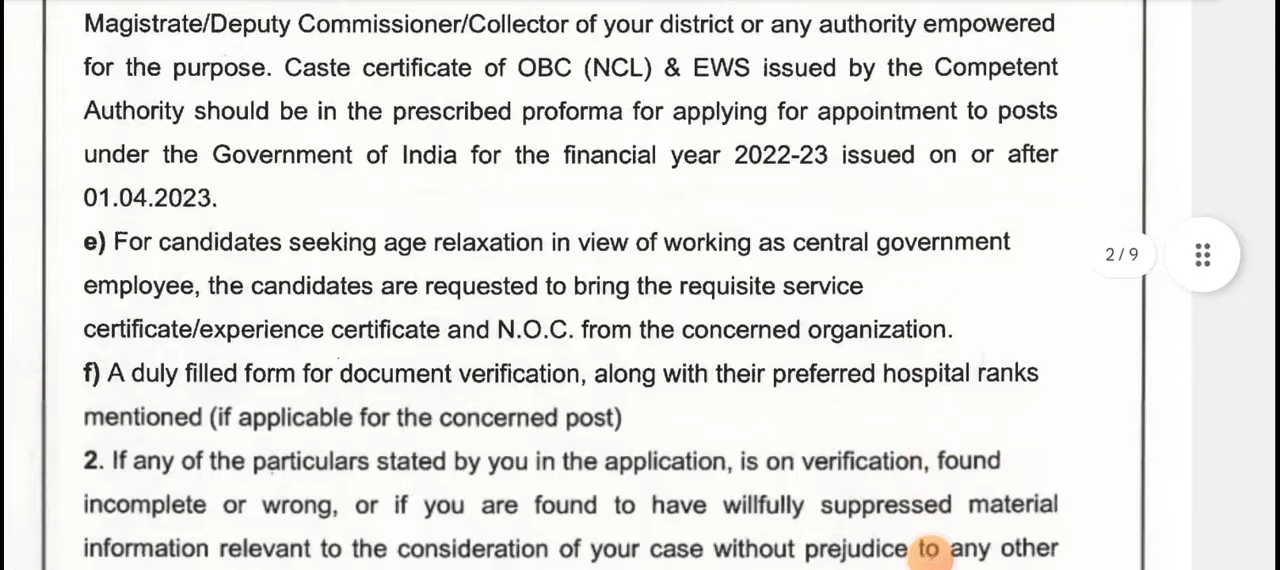 Magistrate/Deputy Commissioner/Collector of your district or any authority empowered
for the purpose. Caste certificate of OBC (NCL) & EWS issued by the Competent
Authority should be in the prescribed proforma for applying for appointment to posts
under the Government of India for the financial year 2022-23 issued on or after
01.04.2023.
e) For candidates seeking age relaxation in view of working as central government
2 / 9
employee, the candidates are requested to bring the requisite service
certificate/experience certificate and N.O.C. from the concerned organization.
f) A duly filled form for document verification, along with their preferred hospital ranks
mentioned (if applicable for the concerned post)
2. If any of the particulars stated by you in the application, is on verification, found
incomplete or wrong, or if you are found to have willfully suppressed material
information relevant to the consideration of your case without prejudice to any other